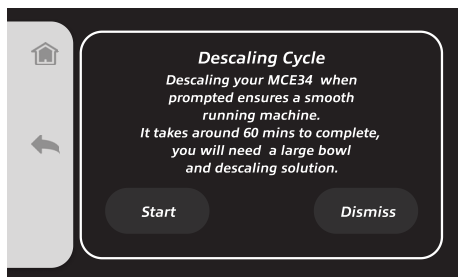 Descaling Cycle
Descaling your MCE34 when
prompted ensures a smooth
running machine.
It takes around 60 mins to complete,
you will need a large bowl
and descaling solution.
Start
Dismiss